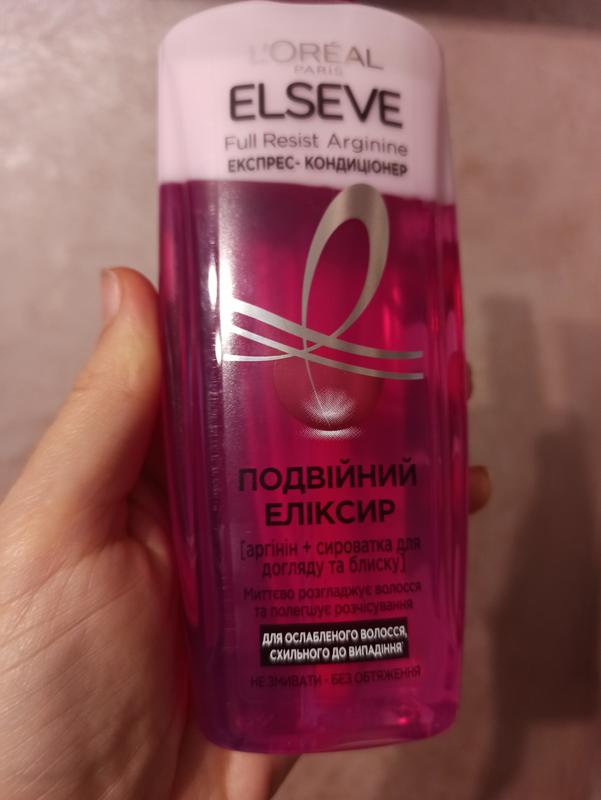 L'ORÉAL
PARIS
ELSEVE
Full Resist Arginine
ЕКСПРЕС- КОНДИЦІОНЕР
ПОДВІЙНИЙ
ЕЛІКСИР
[аргінін + сироватка для
догляду та блиску]
Миттєво розгладжує волосся
та полегшує розчісування
ДЛЯ ОСЛАБЛЕНОГО ВОЛОССЯ,
СХИЛЬНОГО ДО ВИПАДІННЯ*
НЕ ЗМИВАТИ - БЕЗ ОБТЯЖЕННЯ